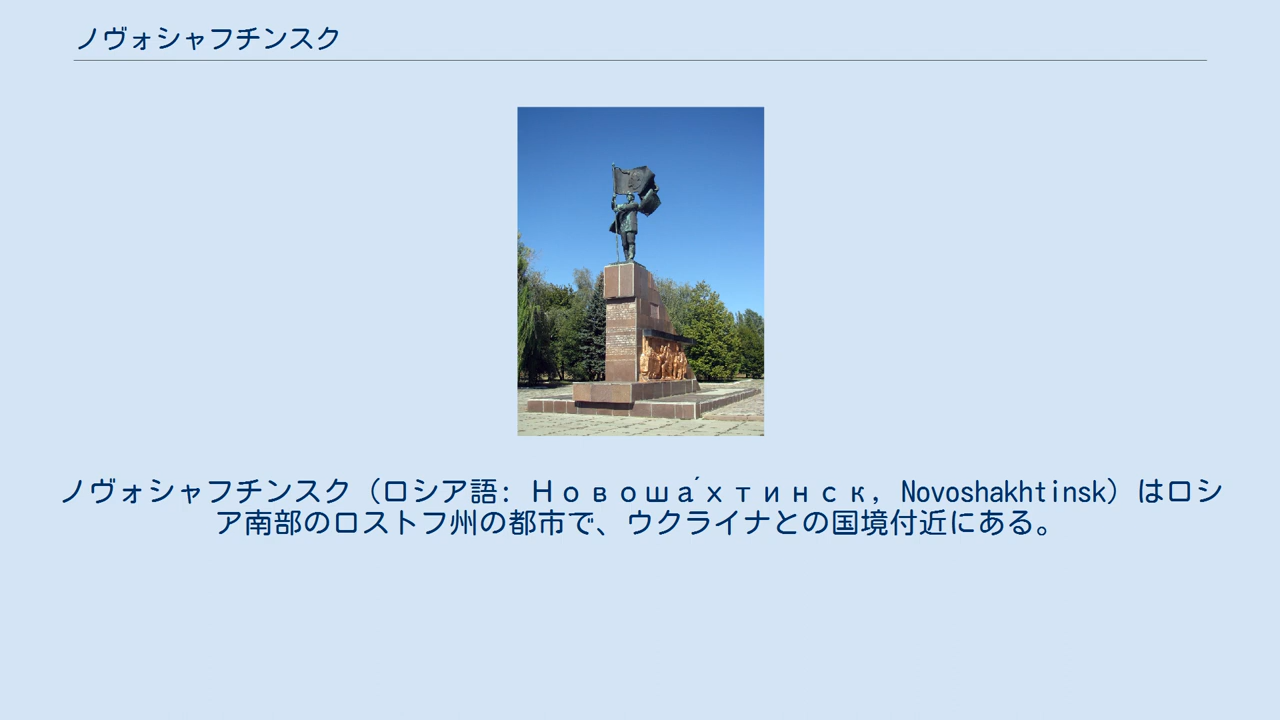 ノヴォシャフチンスク
ノヴォシャフチンスク（ロシア語: Новоша́хтинск, Novoshakhtinsk）はロシ
ア南部のロストフ州の都市で、ウクライナとの国境付近にある。